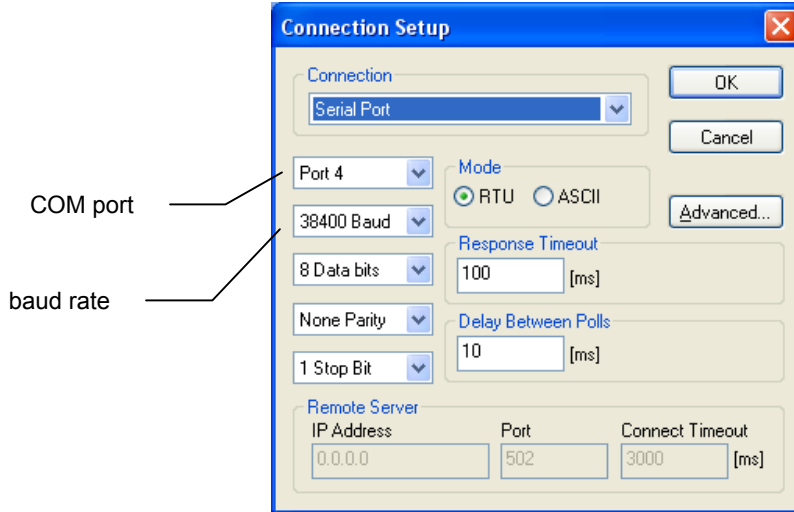 Connection Setup
Connection
Serial Port
OK
Cancel
Advanced...
COM port
baud rate
Port 4
38400 Baud
8 Data bits
None Parity
1 Stop Bit
Mode
RTU ASCII
Response Timeout
100 [ms]
Delay Between Polls
10 [ms]
Remote Server
IP Address Port Connect Timeout
0.0.0.0 502 3000 [ms]